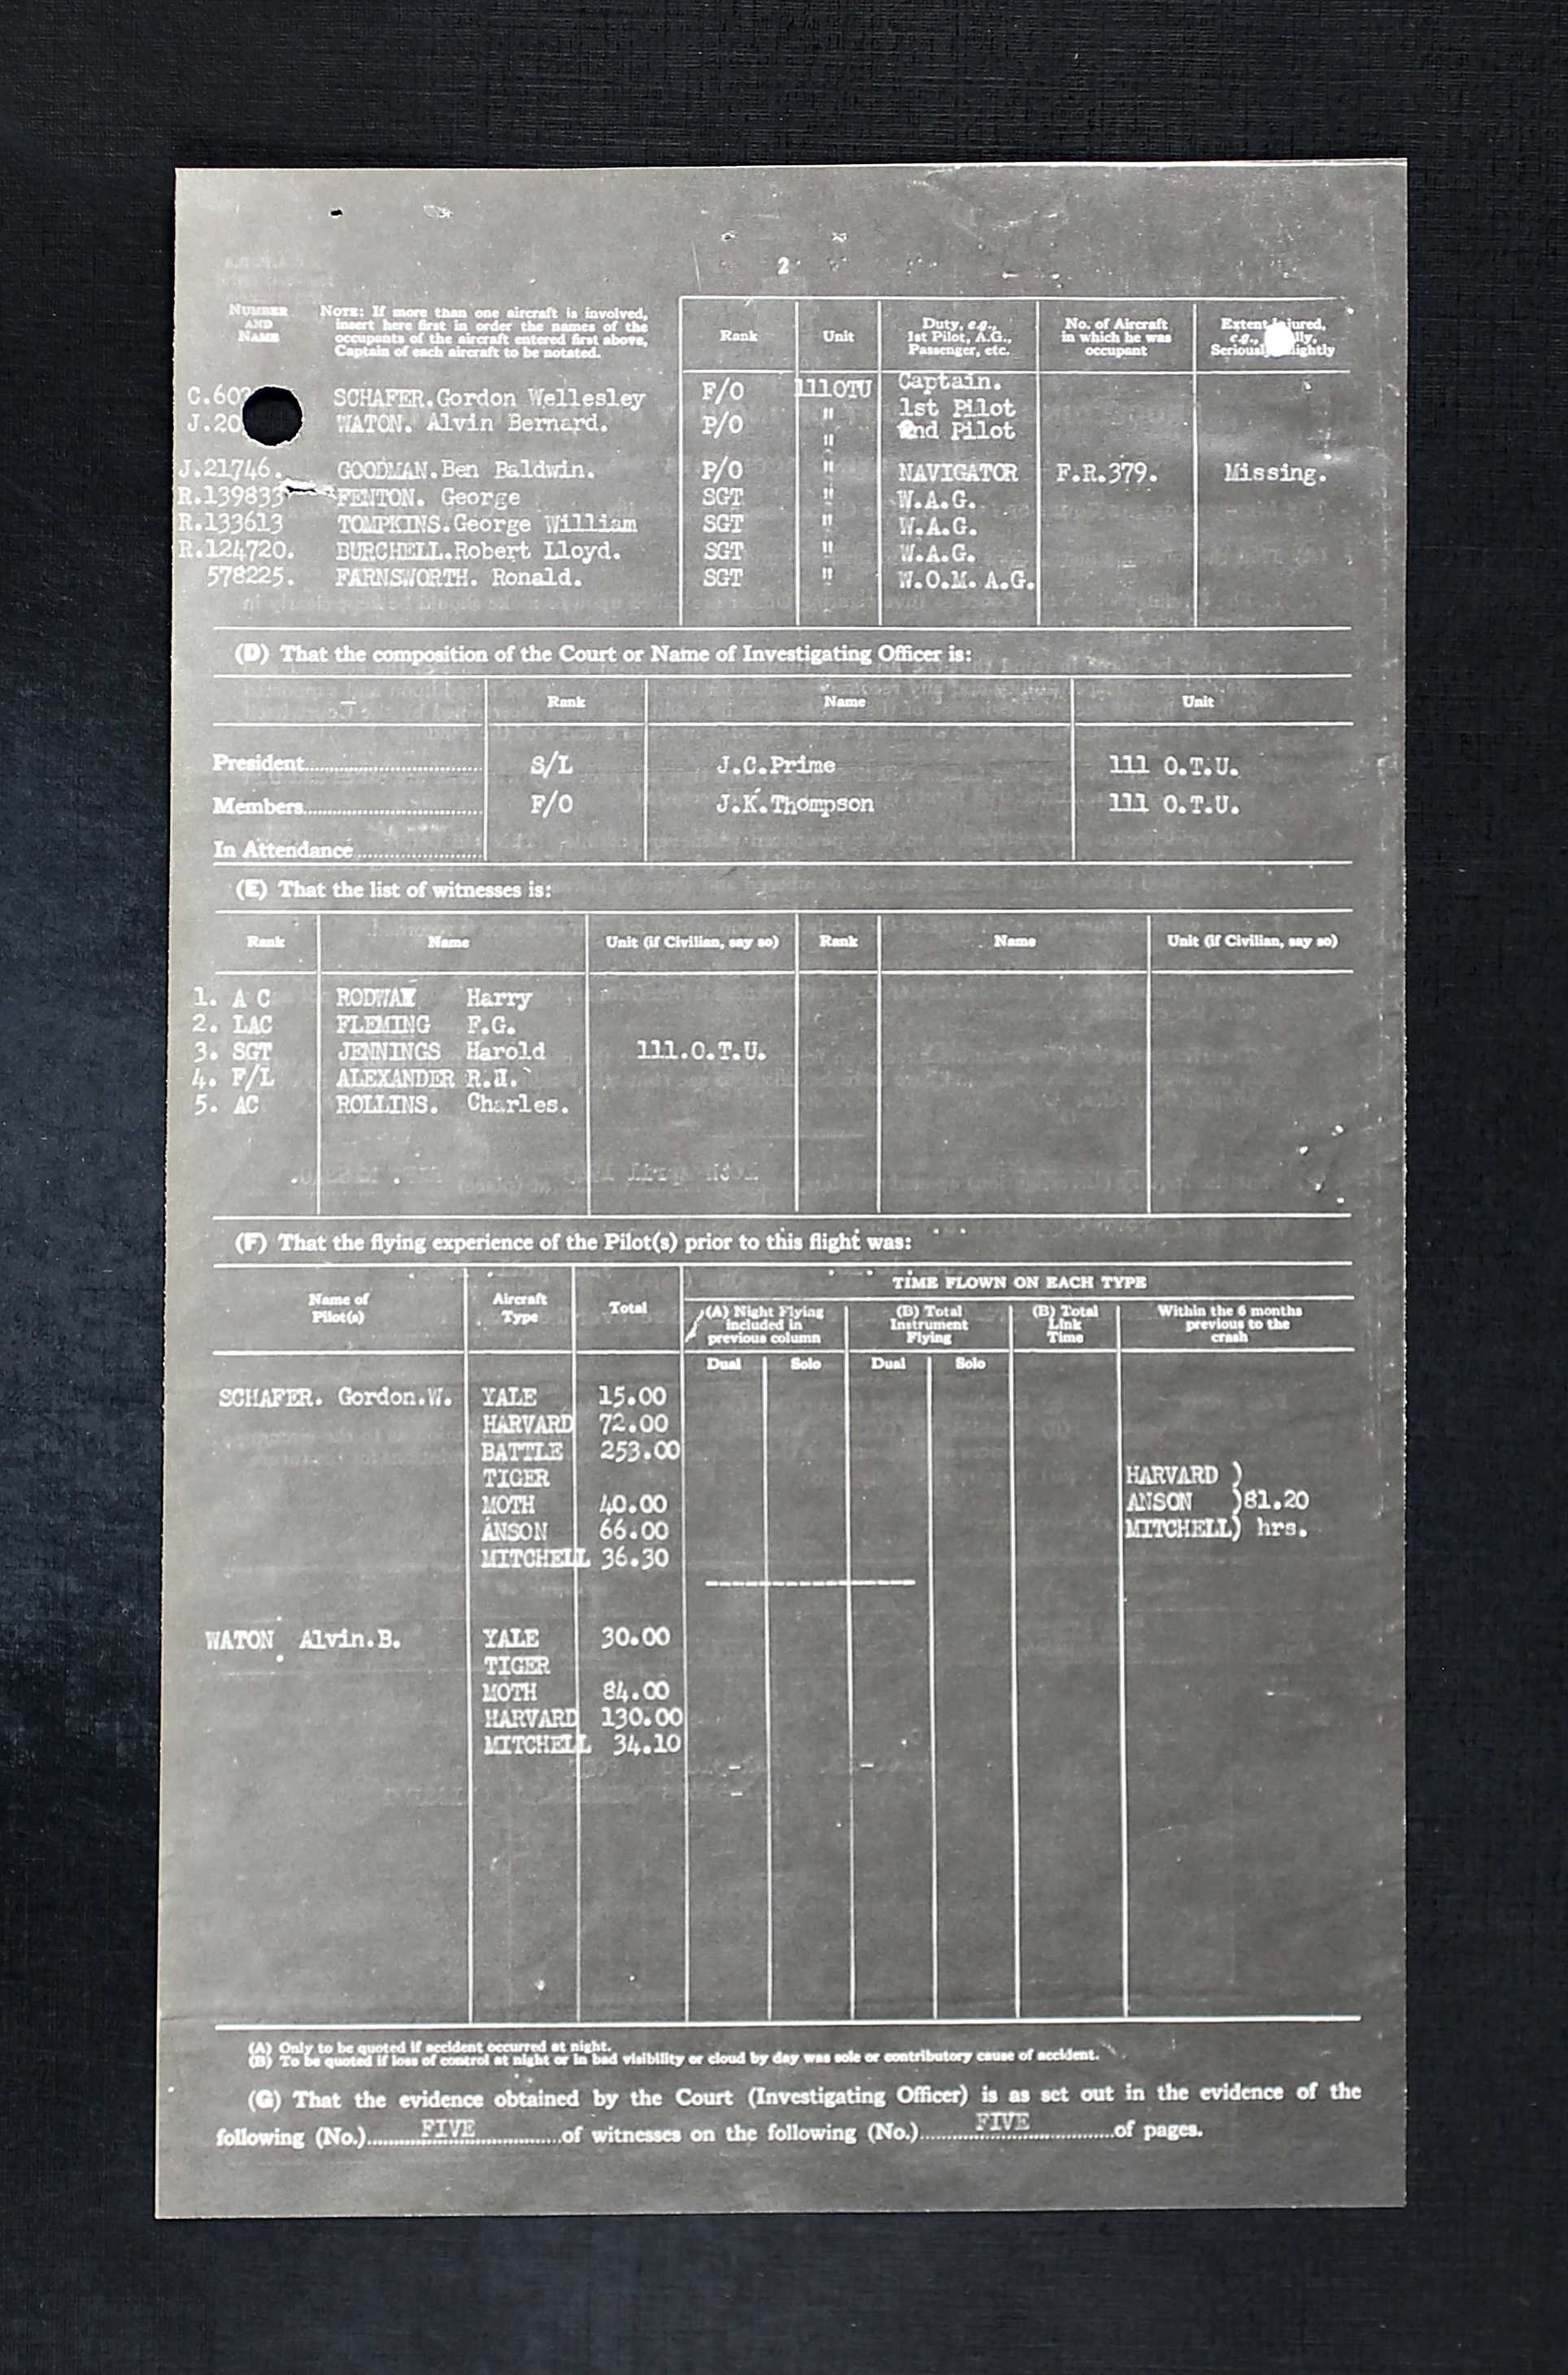 2
NUMBER AND NAME
NOTE: If more than one aircraft is involved, insert here first in order the names of the occupants of the aircraft entered first above, Captain of each aircraft to be notated.
Rank Unit Duty, e.g., 1st Pilot, A.G., Passenger, etc. No. of Aircraft in which he was occupant Extent injured, e.g., Seriously
C.60 SCHAFER.Gordon Wellesley F/O 111OTU Captain. 1st Pilot
J.20 WATON. Alvin Bernard. P/O " 2nd Pilot
"
J.21746. GOODMAN.Ben Baldwin. P/O " NAVIGATOR F.R.379. Missing.
R.139833 FENTON. George SGT " W.A.G.
R.133613 TOMPKINS.George William SGT " W.A.G.
R.124720. BURCHELL.Robert Lloyd. SGT " W.A.G.
578225. FARNSWORTH. Ronald. SGT " W.O.M. A.G.
(D) That the composition of the Court or Name of Investigating Officer is:
Rank Name Unit
President S/L J.C.Prime 111 O.T.U.
Members F/O J.K.Thompson 111 O.T.U.
In Attendance
(E) That the list of witnesses is:
Rank Name Unit (if Civilian, say so) Rank Name Unit (if Civilian, say so)
1. A C Harry
2. LAC FLEMING F.G.
3. SGT JENNINGS Harold 111.O.T.U.
4. F/L ALEXANDER
5. AC ROLLINS. Charles.
(F) That the flying experience of the Pilot(s) prior to this flight was:
TIME FLOWN ON EACH TYPE
Name of Pilot(s) Aircraft Type Total (A) Night Flying included in previous column (B) Total Instrument Flying (B) Total Link Time Within the 6 months previous to the crash
Dual Solo Dual Solo
SCHAFER. Gordon.W. YALE 15.00
HARVARD 72.00
BATTLE 253.00
TIGER HARVARD )
MOTH 40.00 ANSON )81.20
ANSON 66.00 MITCHELL) hrs.
MITCHELL 36.30
WATON Alvin.B. YALE 30.00
TIGER
MOTH 84.00
HARVARD 130.00
MITCHELL 34.10
(A) Only to be quoted if accident occurred at night.
(B) To be quoted if loss of control at night or in bad visibility or cloud by day was sole or contributory cause of accident.
(G) That the evidence obtained by the Court (Investigating Officer) is as set out in the evidence of the
following (No.) FIVE of witnesses on the following (No.) FIVE of pages.